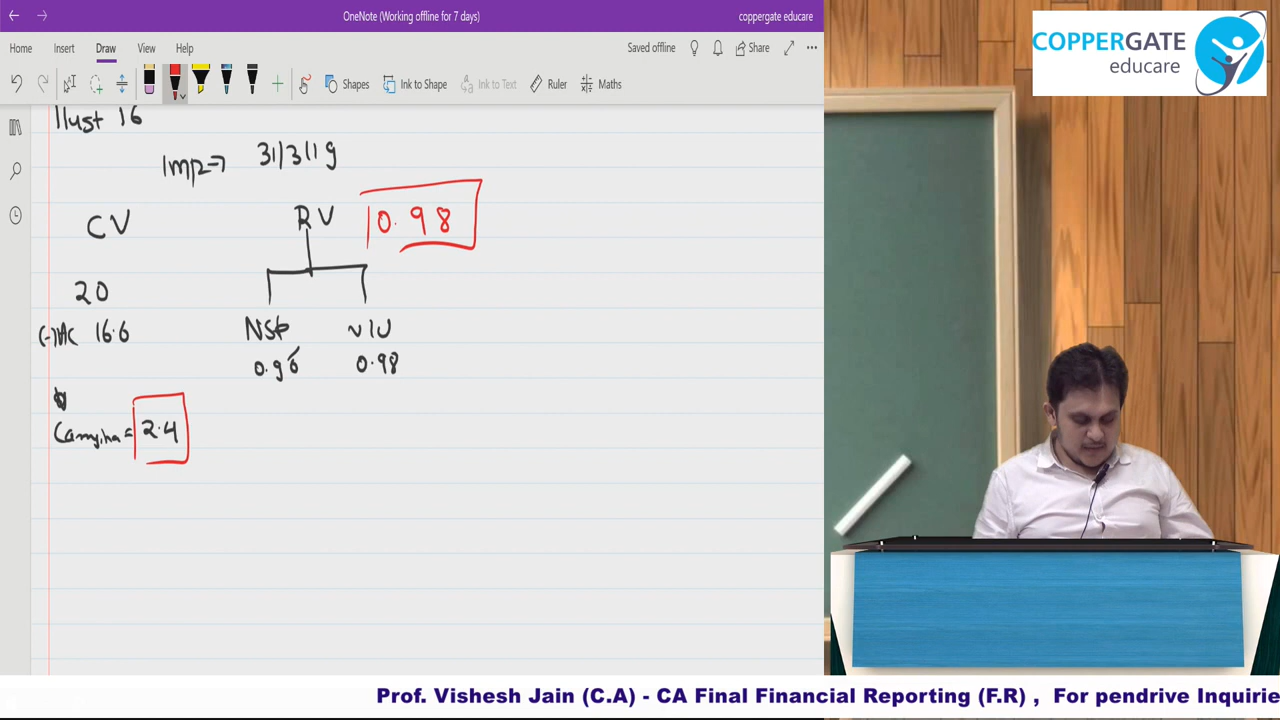 OneNote (Working offline for 7 days)
coppergate educare
Home Insert Draw View Help
Saved offline
Share
Shapes
Ink to Shape
Ink to Text
Ruler
Maths
COPPERGATE
educare
Illust 16
Imp⇒ 31/3/19
CV
RV 0.98
20
(-) 16.6
NSP VIU
0.96 0.98
= 2.4
Prof. Vishesh Jain (C.A) - CA Final Financial Reporting (F.R) , For pendrive Inquirie